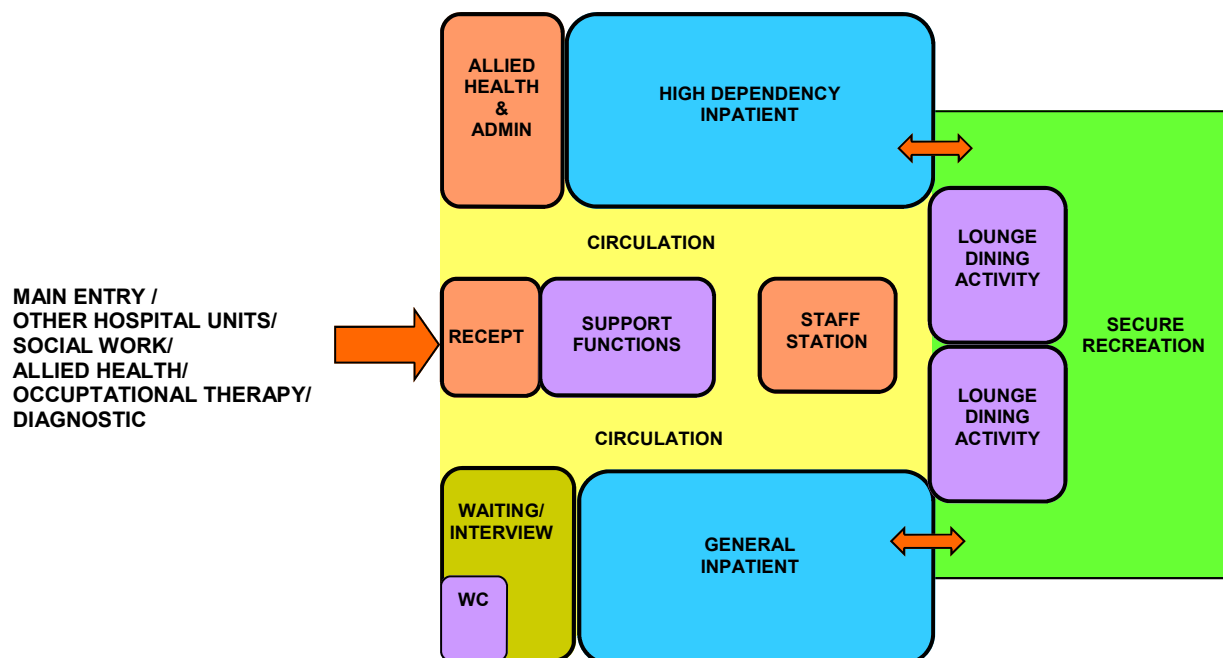 ALLIED
HEALTH
&
ADMIN
HIGH DEPENDENCY
INPATIENT
CIRCULATION
LOUNGE
DINING
ACTIVITY
MAIN ENTRY /
OTHER HOSPITAL UNITS/
SOCIAL WORK/
ALLIED HEALTH/
OCCUPTATIONAL THERAPY/
DIAGNOSTIC
RECEPT
SUPPORT
FUNCTIONS
STAFF
STATION
SECURE
RECREATION
LOUNGE
DINING
ACTIVITY
CIRCULATION
WAITING/
INTERVIEW
WC
GENERAL
INPATIENT